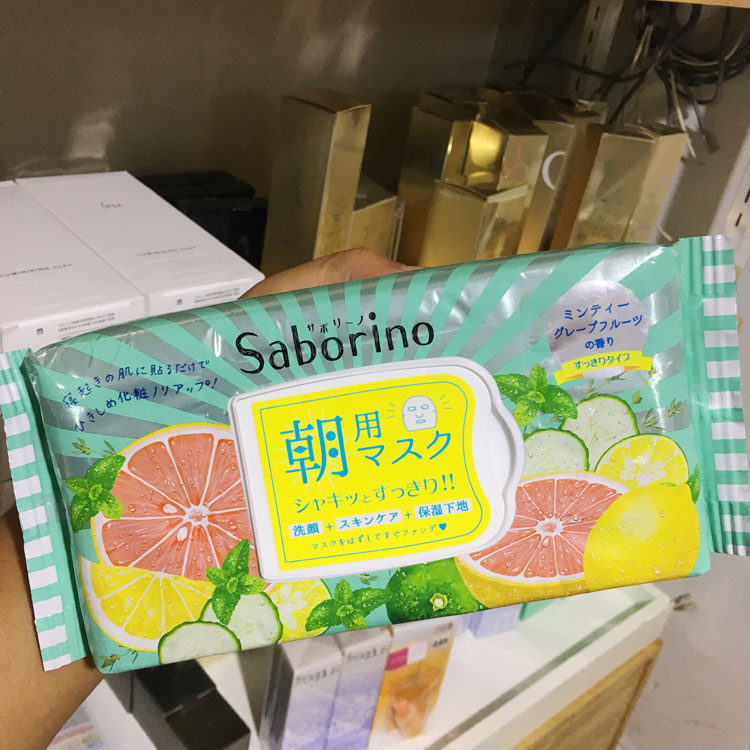 サボリーノ
Saborino
寝起きの肌に貼るだけで
ひきしめ化粧ノリアップ!
ミンティー
グレープフルーツ
の香り
すっきりタイプ
朝用マスク
シャキッとすっきり!!
洗顔+スキンケア+保湿下地
マスクをはずしてすぐファンデ♥
IPSA